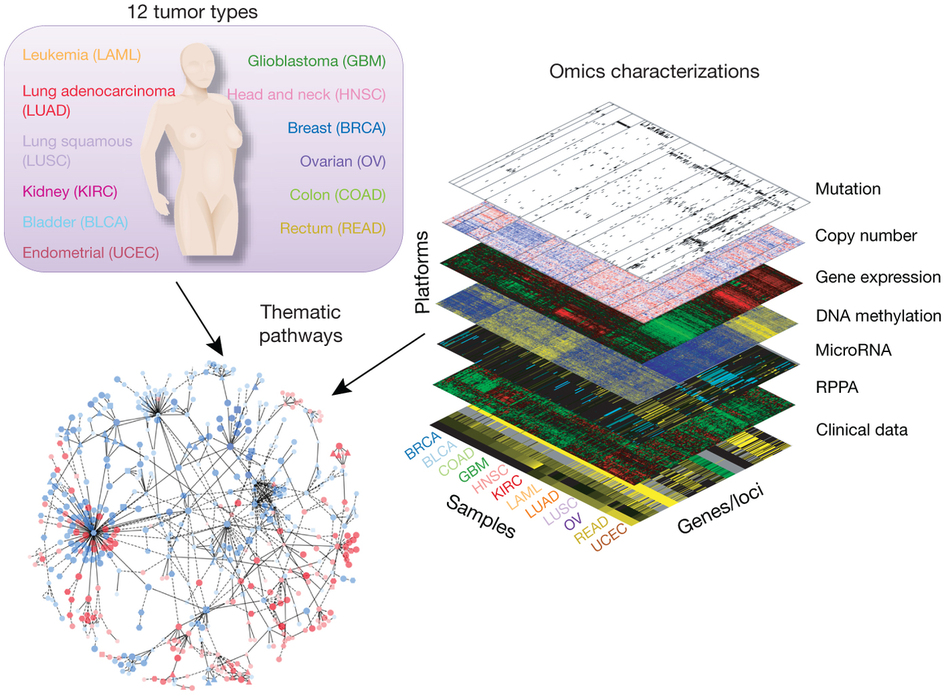 12 tumor types
Leukemia (LAML)
Lung adenocarcinoma
(LUAD)
Lung squamous
(LUSC)
Kidney (KIRC)
Bladder (BLCA)
Endometrial (UCEC)
Glioblastoma (GBM)
Head and neck (HNSC)
Breast (BRCA)
Ovarian (OV)
Colon (COAD)
Rectum (READ)
Thematic
pathways
Omics characterizations
Platforms
Mutation
Copy number
Gene expression
DNA methylation
MicroRNA
RPPA
Clinical data
BRCA
BLCA
COAD
GBM
HNSC
KIRC
LAML
LUAD
LUSC
OV
READ
UCEC
Samples
Genes/loci